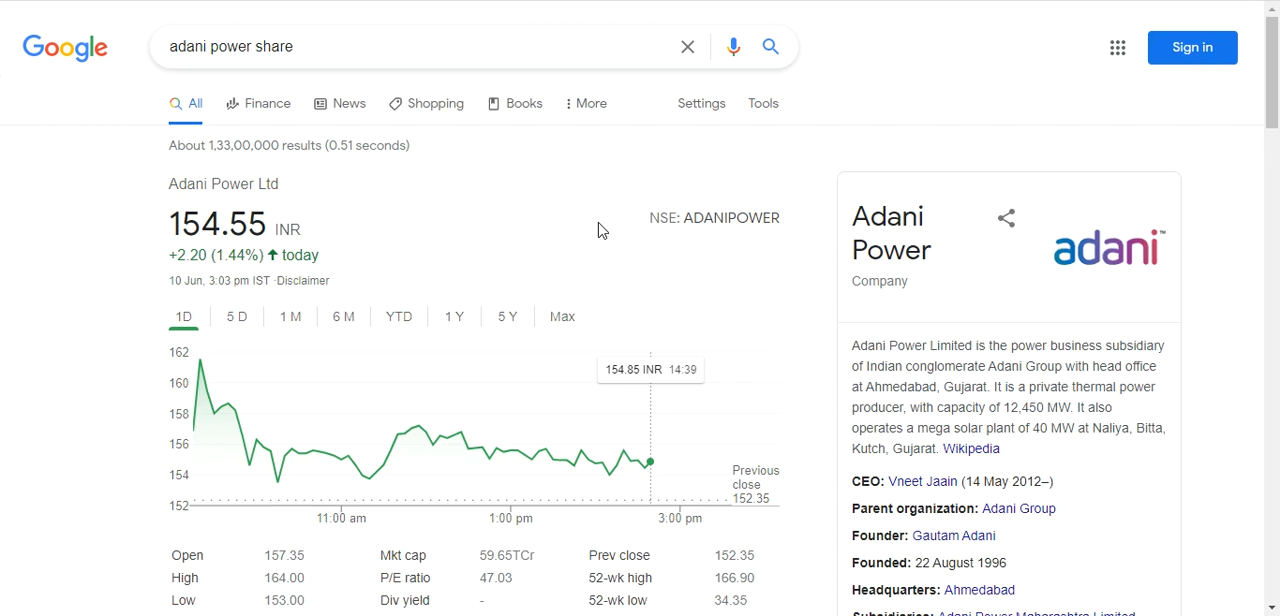 Google
adani power share
Sign in
All Finance News Shopping Books More Settings Tools
About 1,33,00,000 results (0.51 seconds)
Adani Power Ltd
154.55 INR
NSE: ADANIPOWER
+2.20 (1.44%) today
10 Jun, 3:03 pm IST ·Disclaimer
1D 5 D 1 M 6 M YTD 1 Y 5 Y Max
162
160
158
156
154
152
154.85 INR 14:39
Previous
close
152.35
11:00 am 1:00 pm 3:00 pm
Open 157.35 Mkt cap 59.65TCr Prev close 152.35
High 164.00 P/E ratio 47.03 52-wk high 166.90
Low 153.00 Div yield - 52-wk low 34.35
Adani
Power
Company
adani™
Adani Power Limited is the power business subsidiary
of Indian conglomerate Adani Group with head office
at Ahmedabad, Gujarat. It is a private thermal power
producer, with capacity of 12,450 MW. It also
operates a mega solar plant of 40 MW at Naliya, Bitta,
Kutch, Gujarat. Wikipedia
CEO: Vneet Jaain (14 May 2012–)
Parent organization: Adani Group
Founder: Gautam Adani
Founded: 22 August 1996
Headquarters: Ahmedabad
Subsidiaries: Adani Power Maharashtra Limited